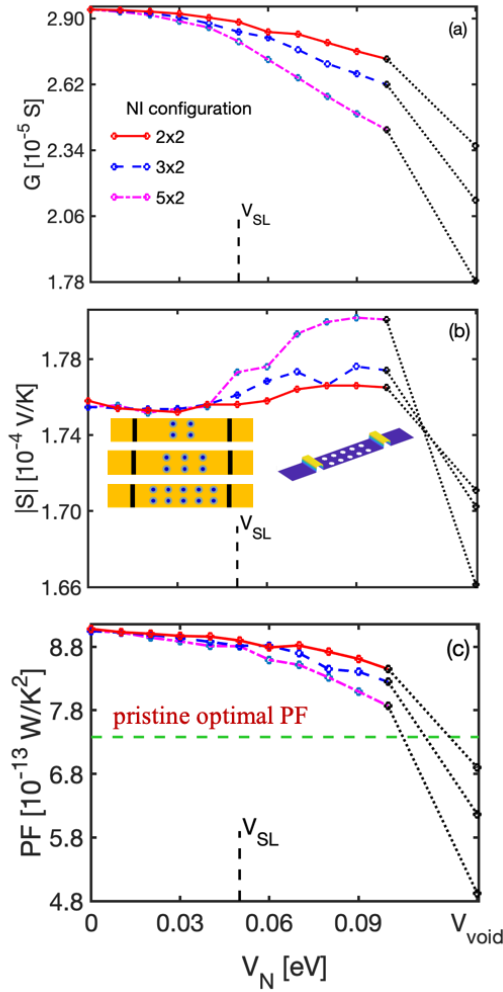 2.90
(a)
2.62
NI configuration
2x2
G [10⁻⁵ S]
2.34
3x2
5x2
V_SL
2.06
1.78
(b)
1.78
|S| [10⁻⁴ V/K]
1.74
1.70
V_SL
1.66
8.8
(c)
PF [10⁻¹³ W/K²]
7.8
pristine optimal PF
6.8
5.8
V_SL
4.8
0
0.03
0.06
0.09
V_void
V_N [eV]